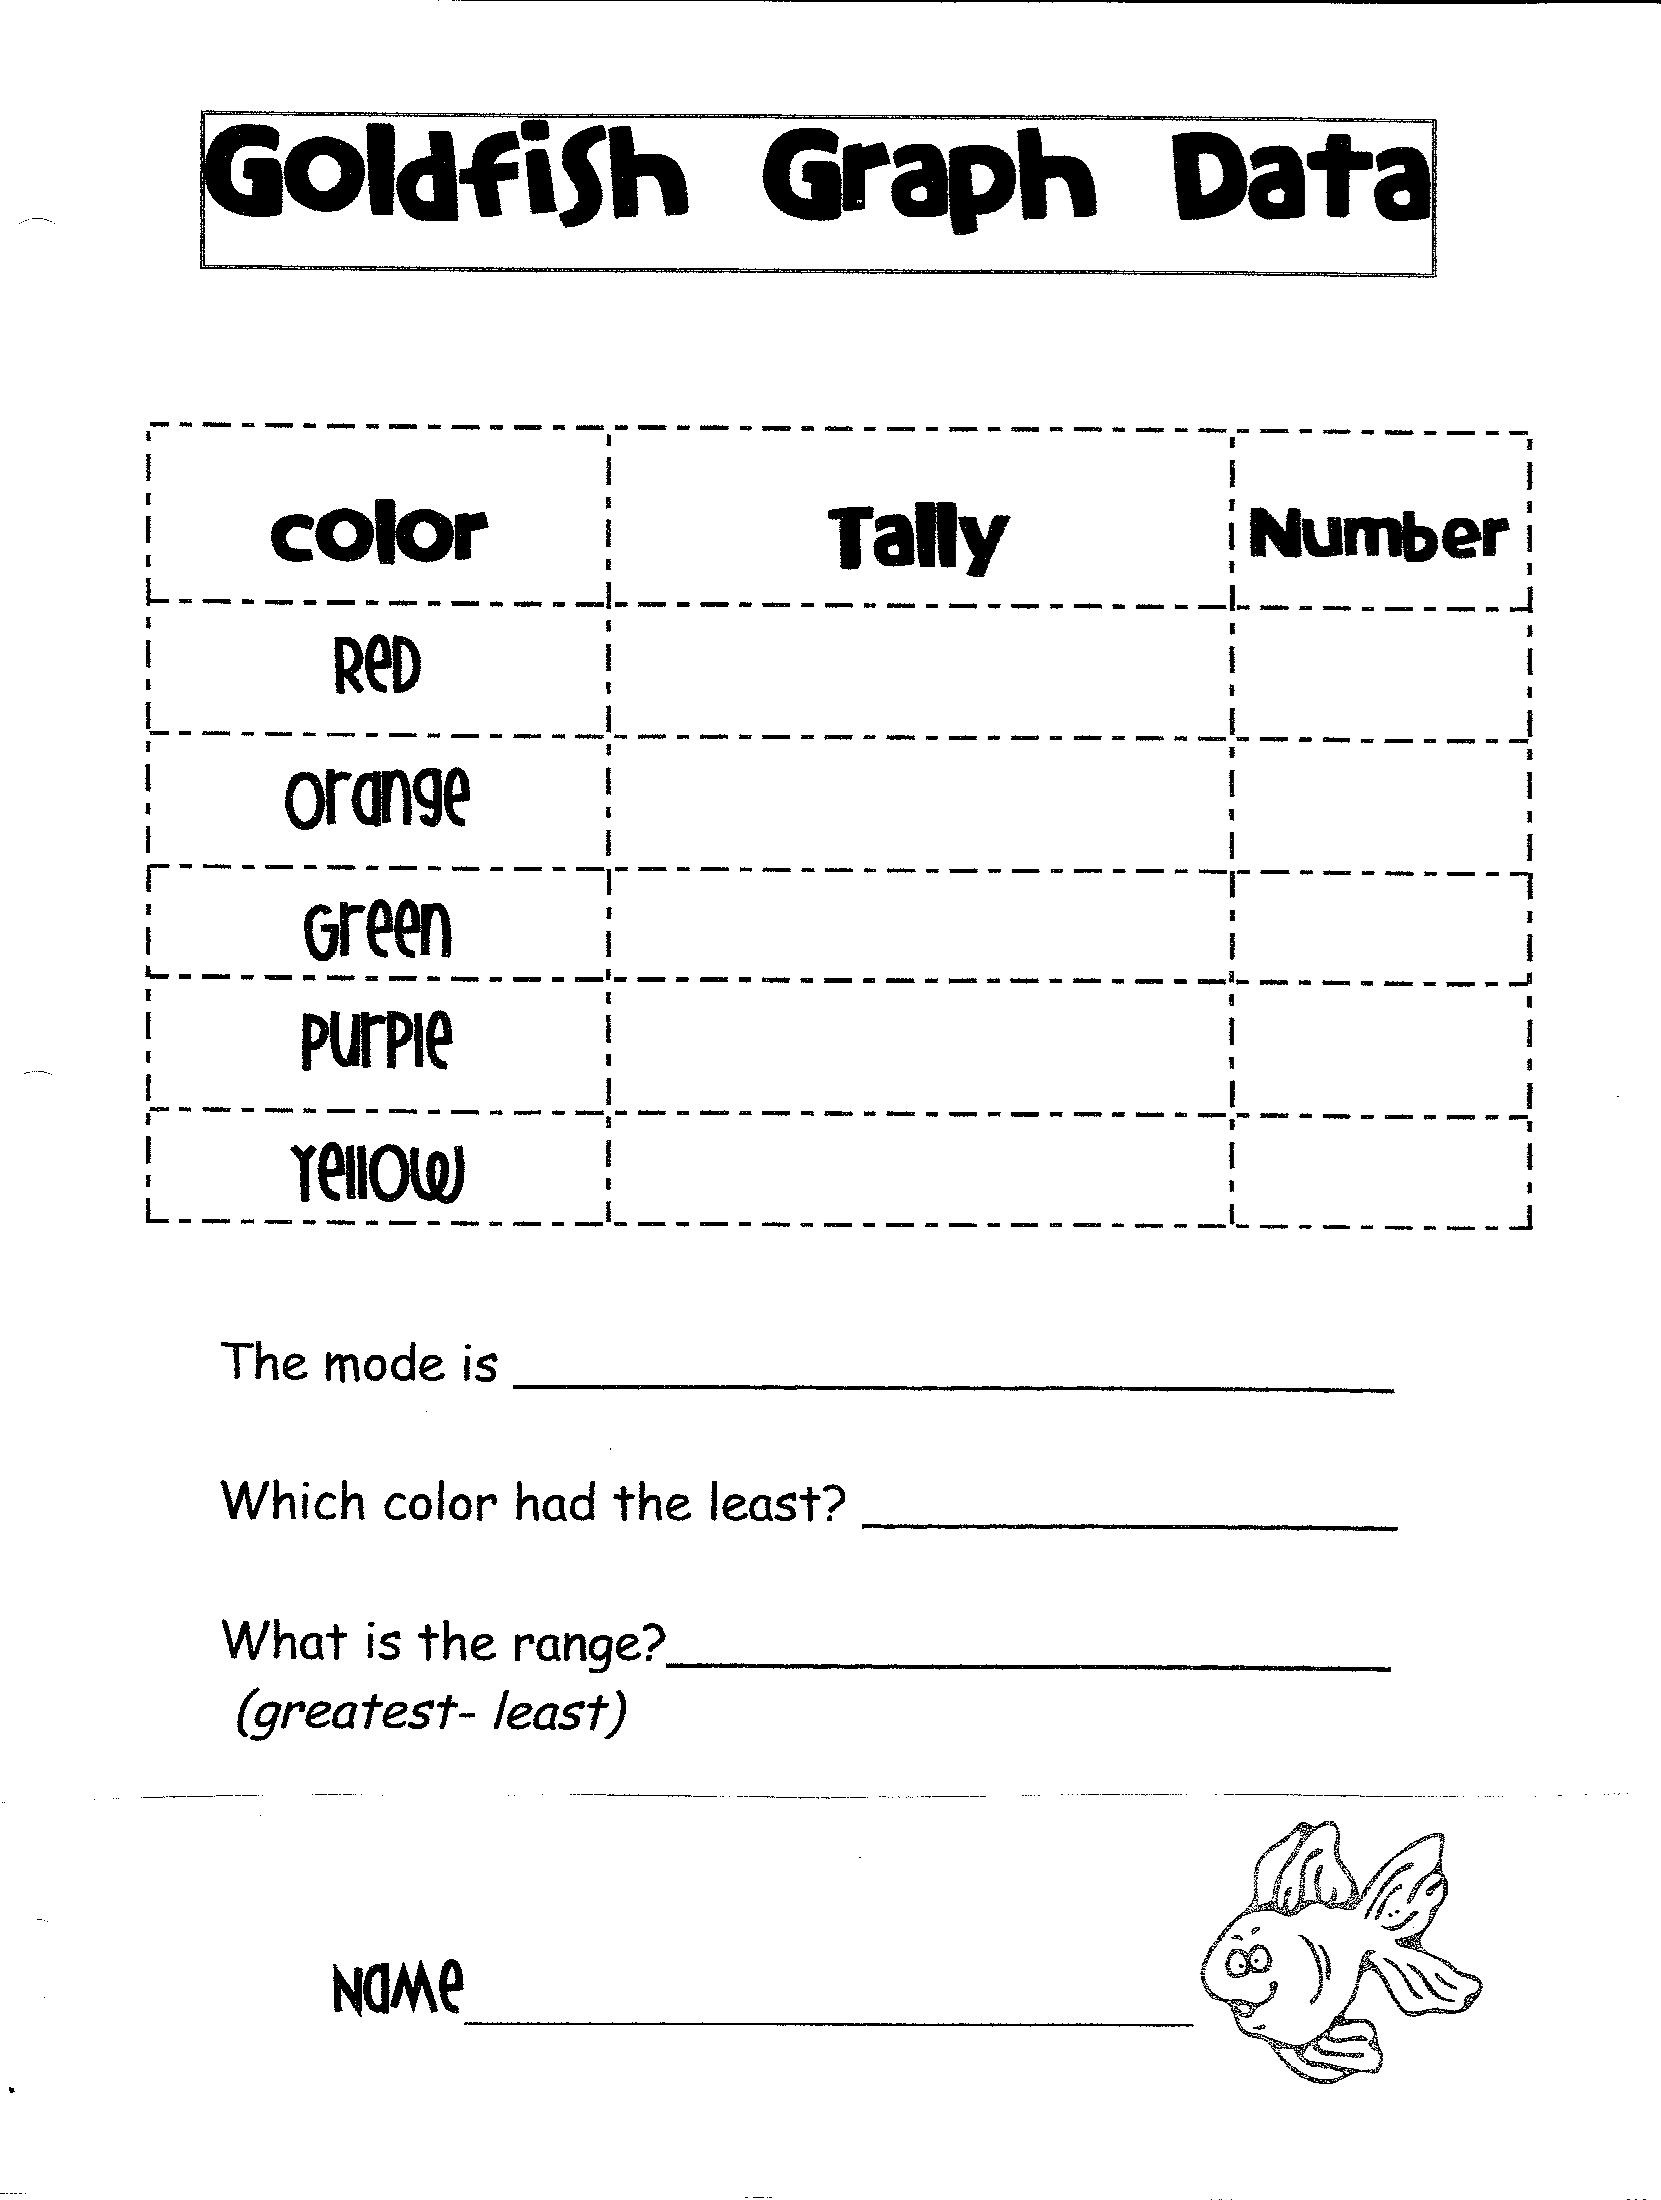 Goldfish Graph Data
color Tally Number
Red
Orange
Green
Purple
Yellow
The mode is
Which color had the least?
What is the range?
(greatest- least)
Name